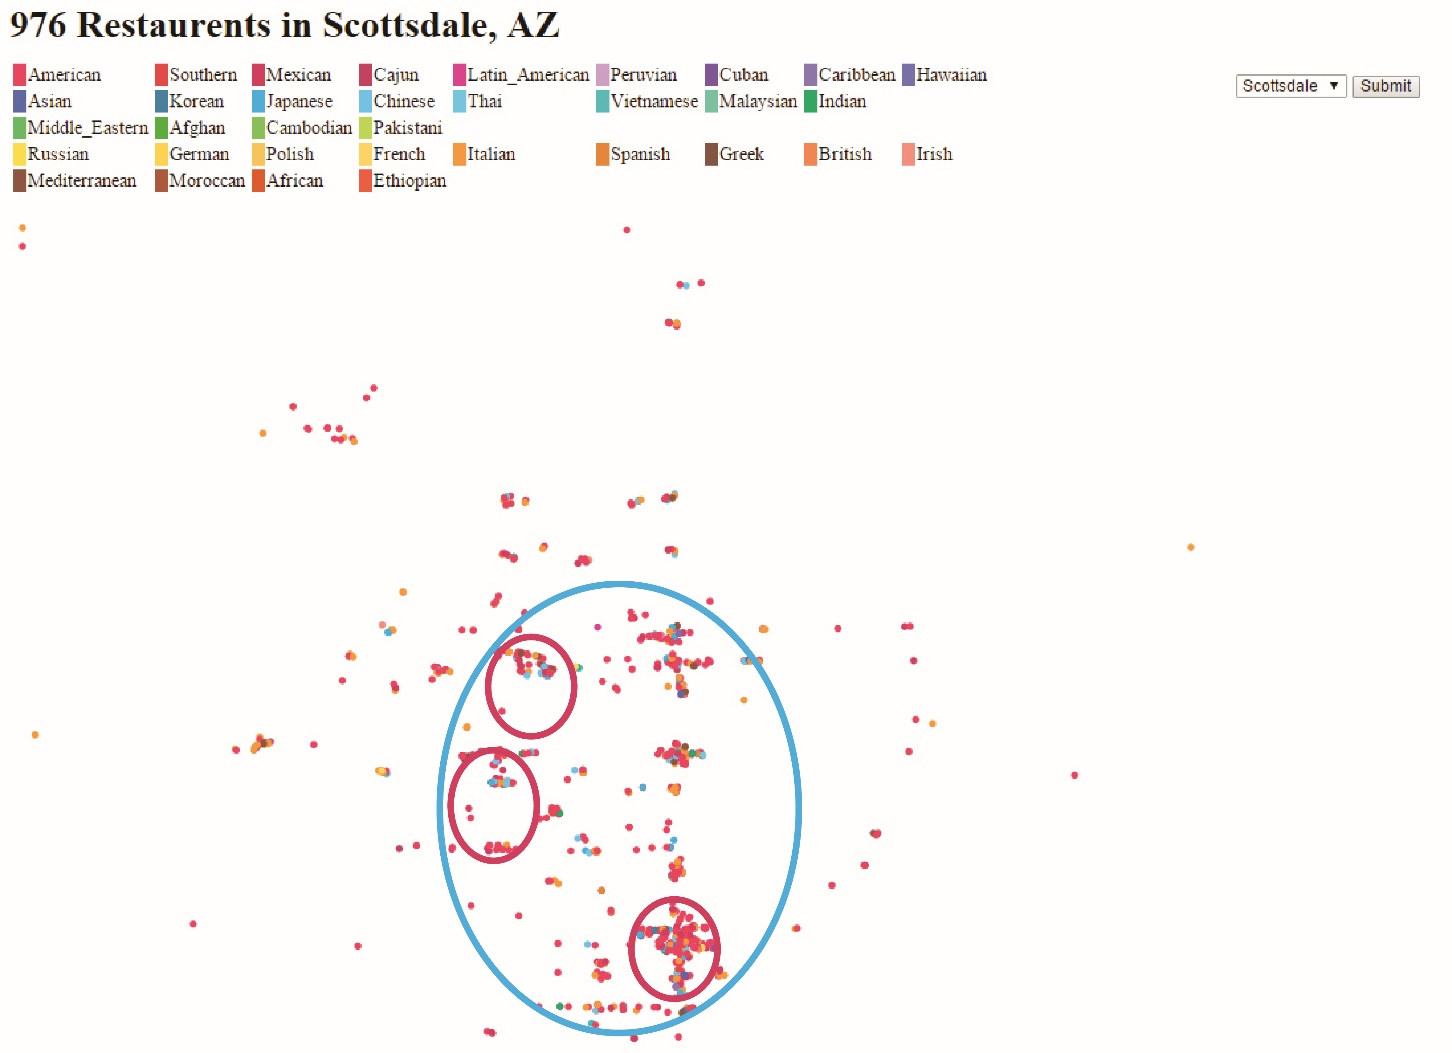 976 Restaurents in Scottsdale, AZ
American Southern Mexican Cajun Latin_American Peruvian Cuban Caribbean Hawaiian
Scottsdale ▼ Submit
Asian Korean Japanese Chinese Thai Vietnamese Malaysian Indian
Middle_Eastern Afghan Cambodian Pakistani
Russian German Polish French Italian Spanish Greek British Irish
Mediterranean Moroccan African Ethiopian